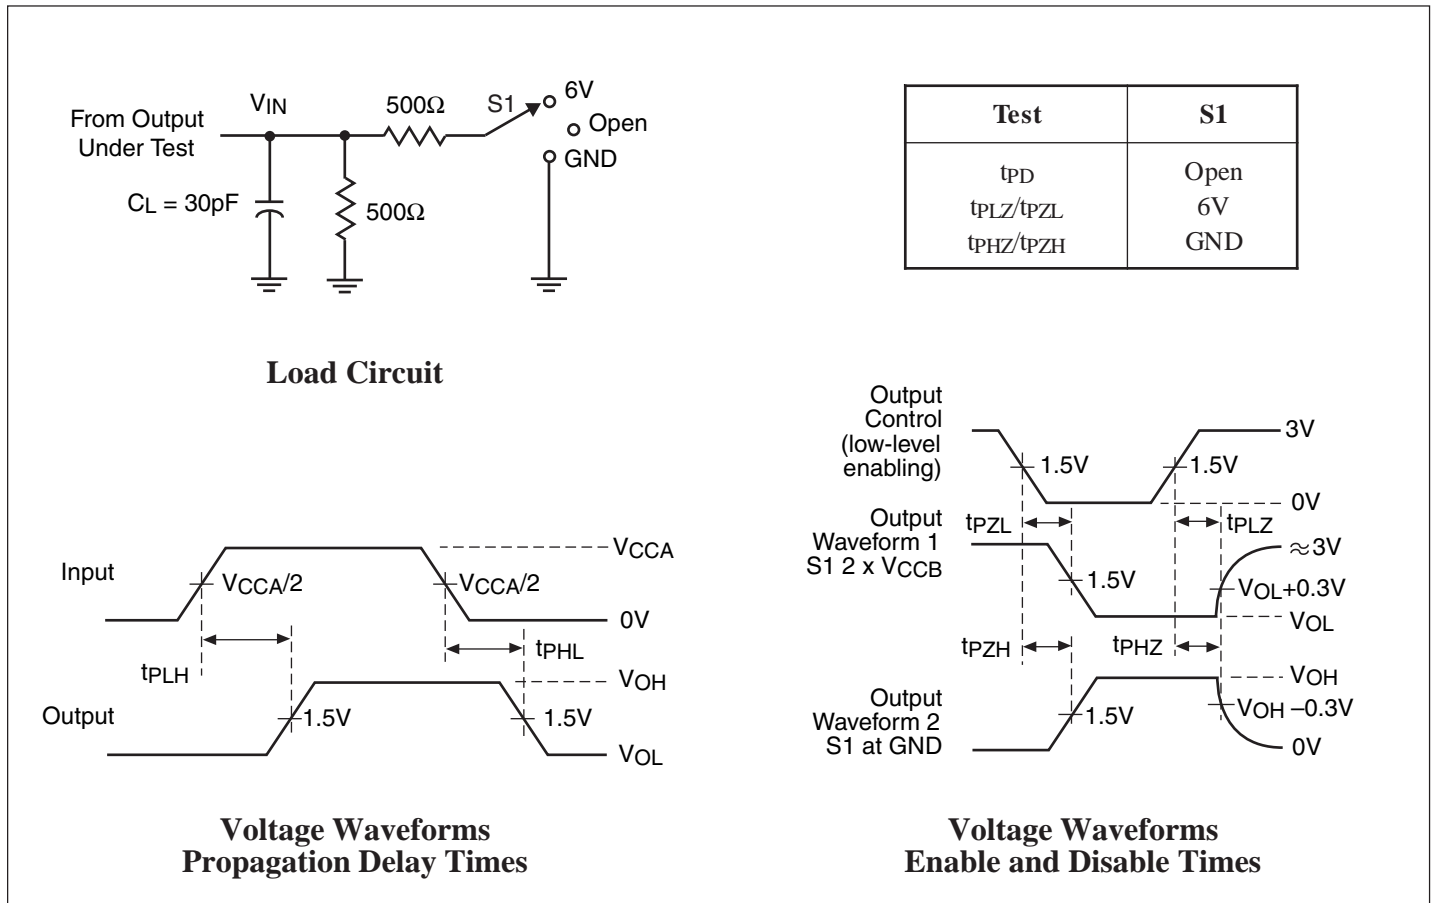 From Output
Under Test
VIN
500Ω
S1
6V
Open
GND
CL = 30pF
500Ω
Load Circuit
Test S1
tPD Open
tPLZ/tPZL 6V
tPHZ/tPZH GND
Input
VCCA/2
VCCA/2
VCCA
0V
tPLH
tPHL
Output
1.5V
1.5V
VOH
VOL
Voltage Waveforms
Propagation Delay Times
Output
Control
(low-level
enabling)
1.5V
1.5V
3V
0V
Output
Waveform 1
S1 2 x VCCB
tPZL
tPLZ
1.5V
≈3V
VOL+0.3V
VOL
tPZH
tPHZ
Output
Waveform 2
S1 at GND
1.5V
VOH
VOH –0.3V
0V
Voltage Waveforms
Enable and Disable Times